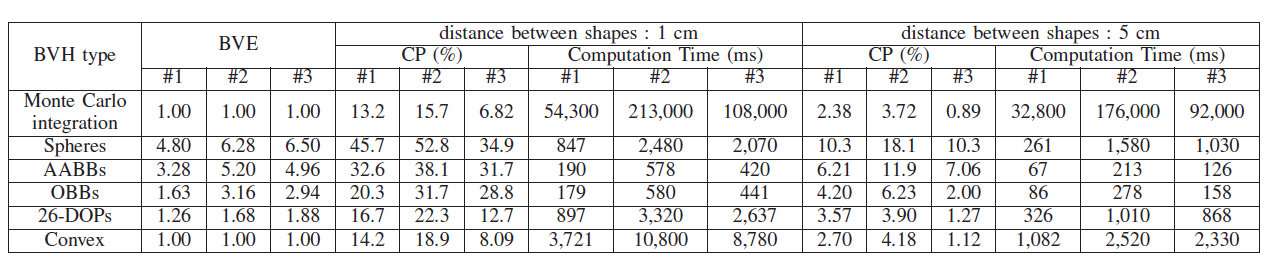 BVH type BVE distance between shapes : 1 cm distance between shapes : 5 cm
CP (%) Computation Time (ms) CP (%) Computation Time (ms)
#1 #2 #3 #1 #2 #3 #1 #2 #3 #1 #2 #3 #1 #2 #3
Monte Carlo
integration 1.00 1.00 1.00 13.2 15.7 6.82 54,300 213,000 108,000 2.38 3.72 0.89 32,800 176,000 92,000
Spheres 4.80 6.28 6.50 45.7 52.8 34.9 847 2,480 2,070 10.3 18.1 10.3 261 1,580 1,030
AABBs 3.28 5.20 4.96 32.6 38.1 31.7 190 578 420 6.21 11.9 7.06 67 213 126
OBBs 1.63 3.16 2.94 20.3 31.7 28.8 179 580 441 4.20 6.23 2.00 86 278 158
26-DOPs 1.26 1.68 1.88 16.7 22.3 12.7 897 3,320 2,637 3.57 3.90 1.27 326 1,010 868
Convex 1.00 1.00 1.00 14.2 18.9 8.09 3,721 10,800 8,780 2.70 4.18 1.12 1,082 2,520 2,330